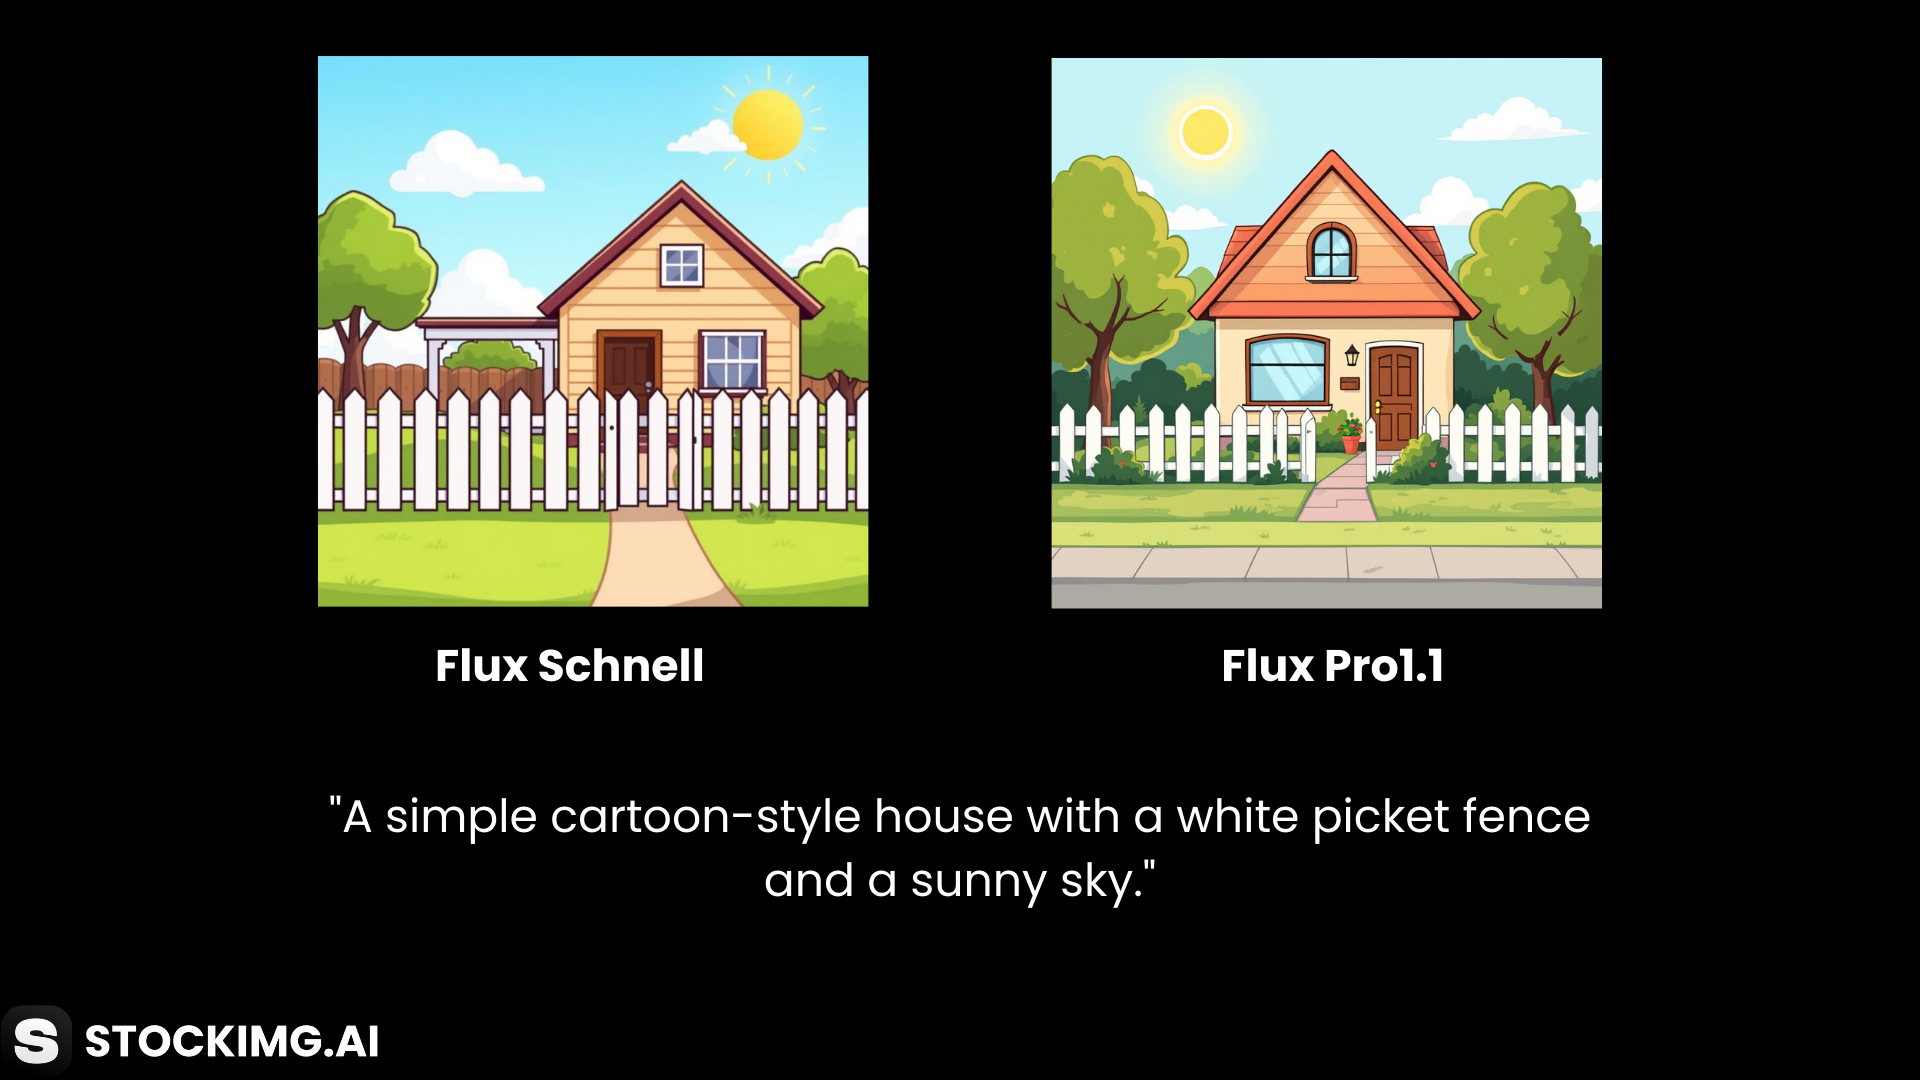 Flux Schnell
Flux Pro1.1
"A simple cartoon-style house with a white picket fence
and a sunny sky."
S STOCKIMG.AI